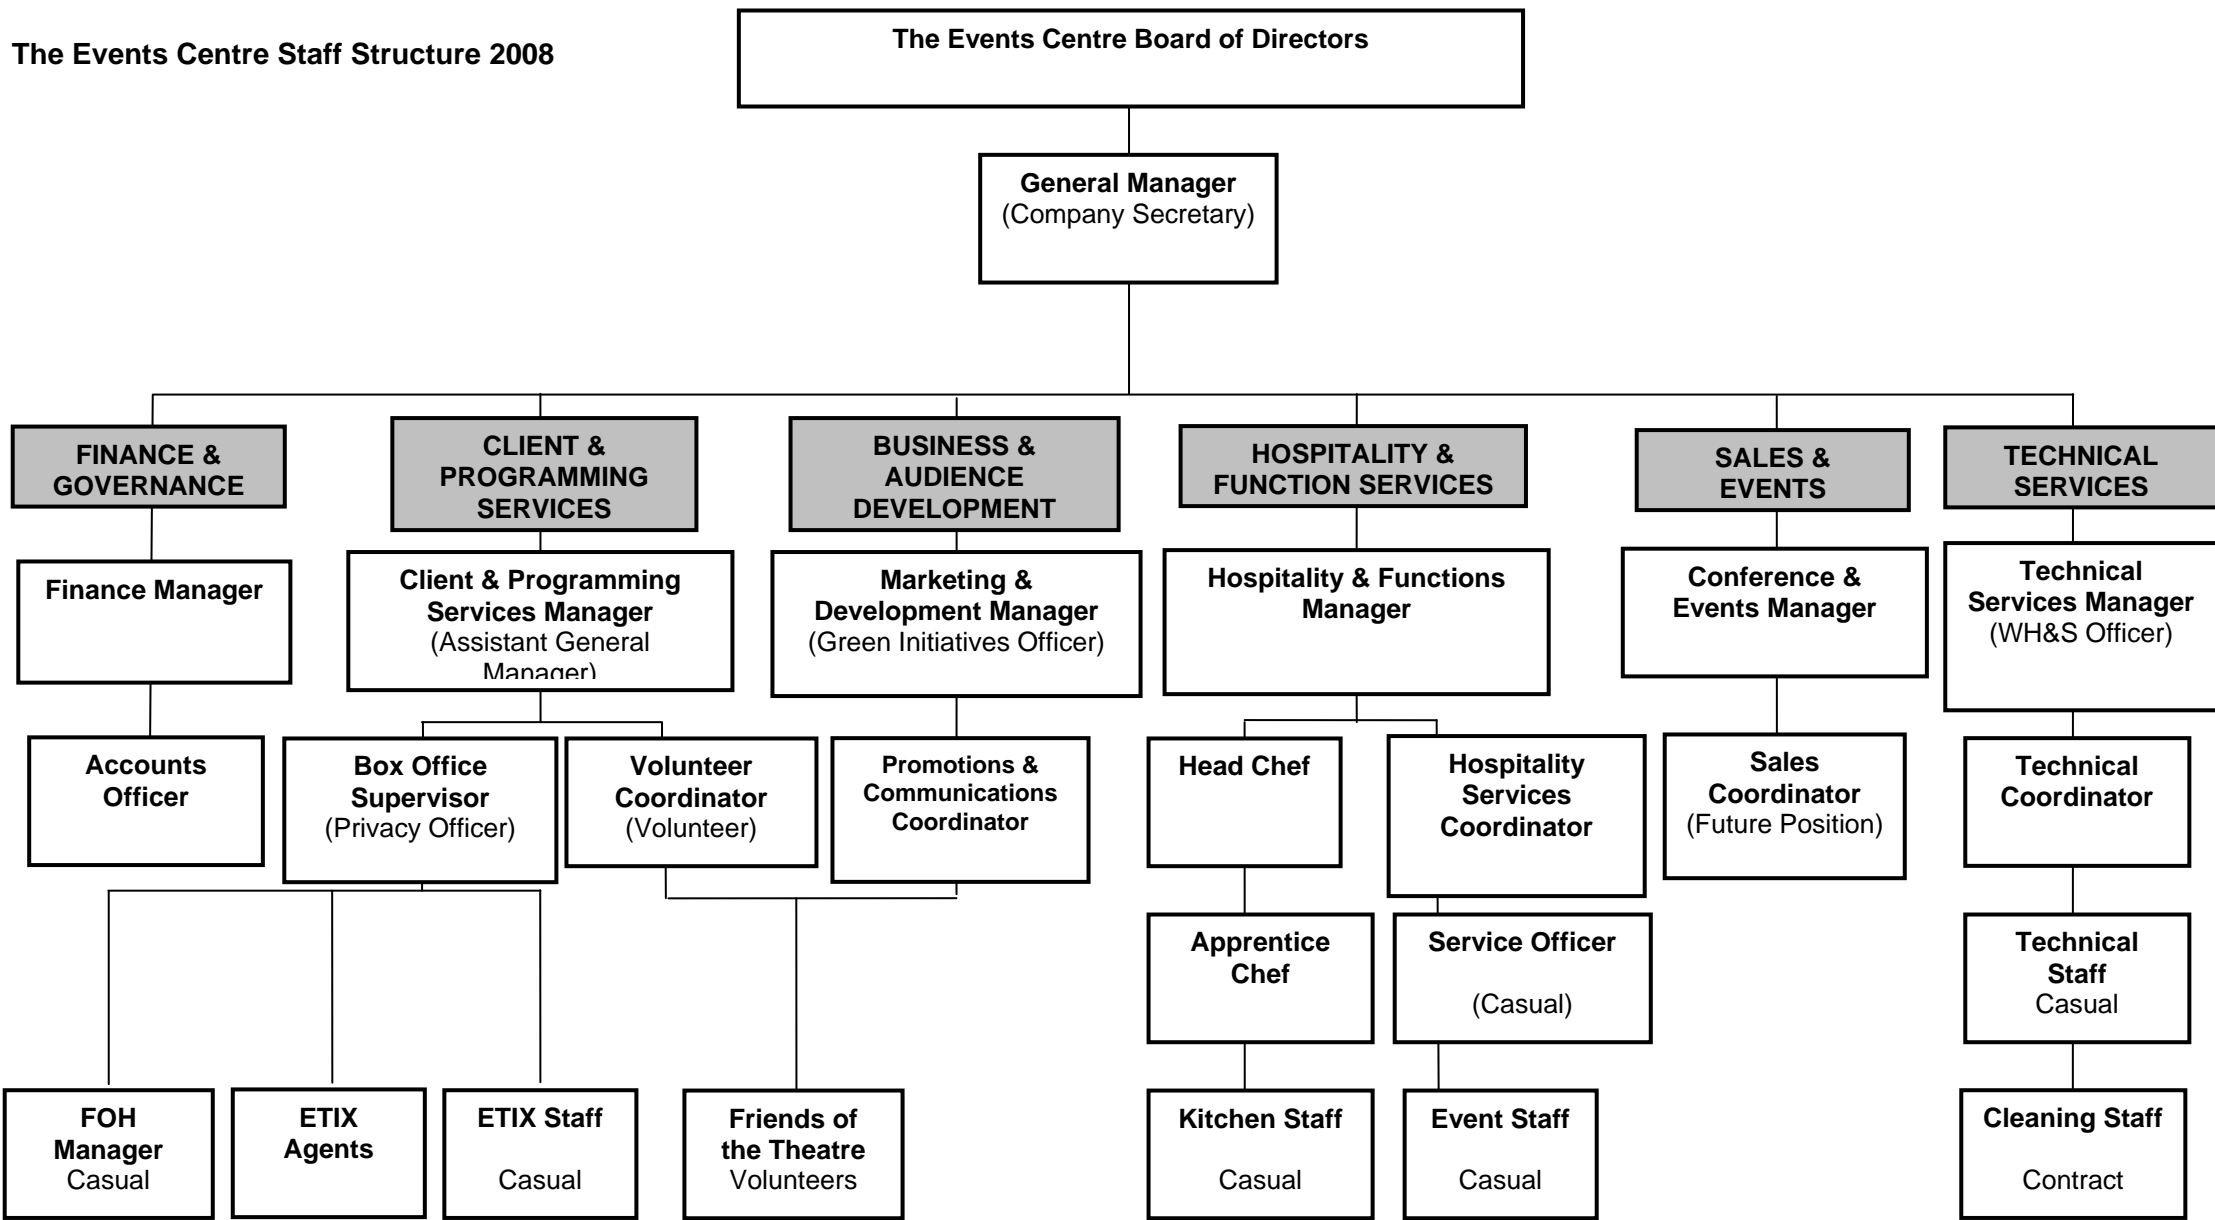 The Events Centre Staff Structure 2008
The Events Centre Board of Directors
General Manager
(Company Secretary)
FINANCE &
GOVERNANCE
CLIENT &
PROGRAMMING
SERVICES
BUSINESS &
AUDIENCE
DEVELOPMENT
HOSPITALITY &
FUNCTION SERVICES
SALES &
EVENTS
TECHNICAL
SERVICES
Finance Manager
Client & Programming
Services Manager
(Assistant General
Manager)
Marketing &
Development Manager
(Green Initiatives Officer)
Hospitality & Functions
Manager
Conference &
Events Manager
Technical
Services Manager
(WH&S Officer)
Accounts
Officer
Box Office
Supervisor
(Privacy Officer)
Volunteer
Coordinator
(Volunteer)
Promotions &
Communications
Coordinator
Head Chef
Hospitality
Services
Coordinator
Sales
Coordinator
(Future Position)
Technical
Coordinator
Apprentice
Chef
Service Officer
(Casual)
Technical
Staff
Casual
FOH
Manager
Casual
ETIX
Agents
ETIX Staff
Casual
Friends of
the Theatre
Volunteers
Kitchen Staff
Casual
Event Staff
Casual
Cleaning Staff
Contract